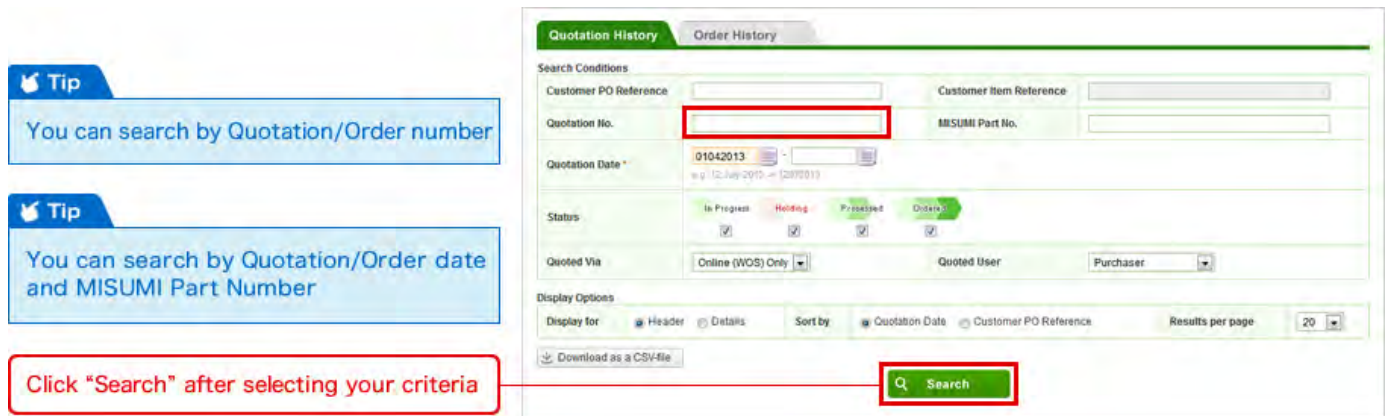 Tip
You can search by Quotation/Order number
Tip
You can search by Quotation/Order date
and MISUMI Part Number
Click “Search” after selecting your criteria
Quotation History Order History
Search Conditions
Customer PO Reference Customer Item Reference
Quotation No. MISUMI Part No.
Quotation Date * 01042013 -
e.g. 12 July 2013 -> 12072013
Status In Progress Holding Processed Ordered
Quoted Via Online (WOS) Only Quoted User Purchaser
Display Options
Display for Header Details Sort by Quotation Date Customer PO Reference Results per page 20
Download as a CSV-file
Search